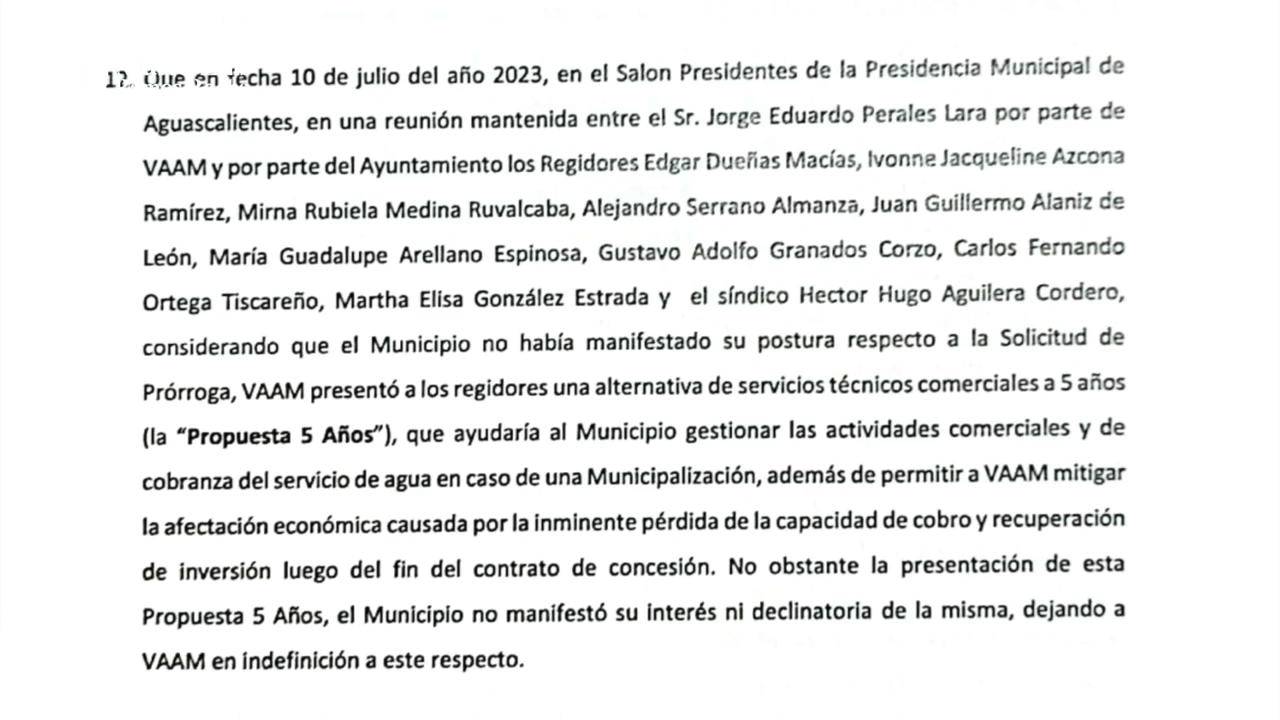 12. Que en fecha 10 de julio del año 2023, en el Salon Presidentes de la Presidencia Municipal de
Aguascalientes, en una reunión mantenida entre el Sr. Jorge Eduardo Perales Lara por parte de
VAAM y por parte del Ayuntamiento los Regidores Edgar Dueñas Macías, Ivonne Jacqueline Azcona
Ramírez, Mirna Rubiela Medina Ruvalcaba, Alejandro Serrano Almanza, Juan Guillermo Alaniz de
León, María Guadalupe Arellano Espinosa, Gustavo Adolfo Granados Corzo, Carlos Fernando
Ortega Tiscareño, Martha Elisa González Estrada y el síndico Hector Hugo Aguilera Cordero,
considerando que el Municipio no había manifestado su postura respecto a la Solicitud de
Prórroga, VAAM presentó a los regidores una alternativa de servicios técnicos comerciales a 5 años
(la “Propuesta 5 Años”), que ayudaría al Municipio gestionar las actividades comerciales y de
cobranza del servicio de agua en caso de una Municipalización, además de permitir a VAAM mitigar
la afectación económica causada por la inminente pérdida de la capacidad de cobro y recuperación
de inversión luego del fin del contrato de concesión. No obstante la presentación de esta
Propuesta 5 Años, el Municipio no manifestó su interés ni declinatoria de la misma, dejando a
VAAM en indefinición a este respecto.